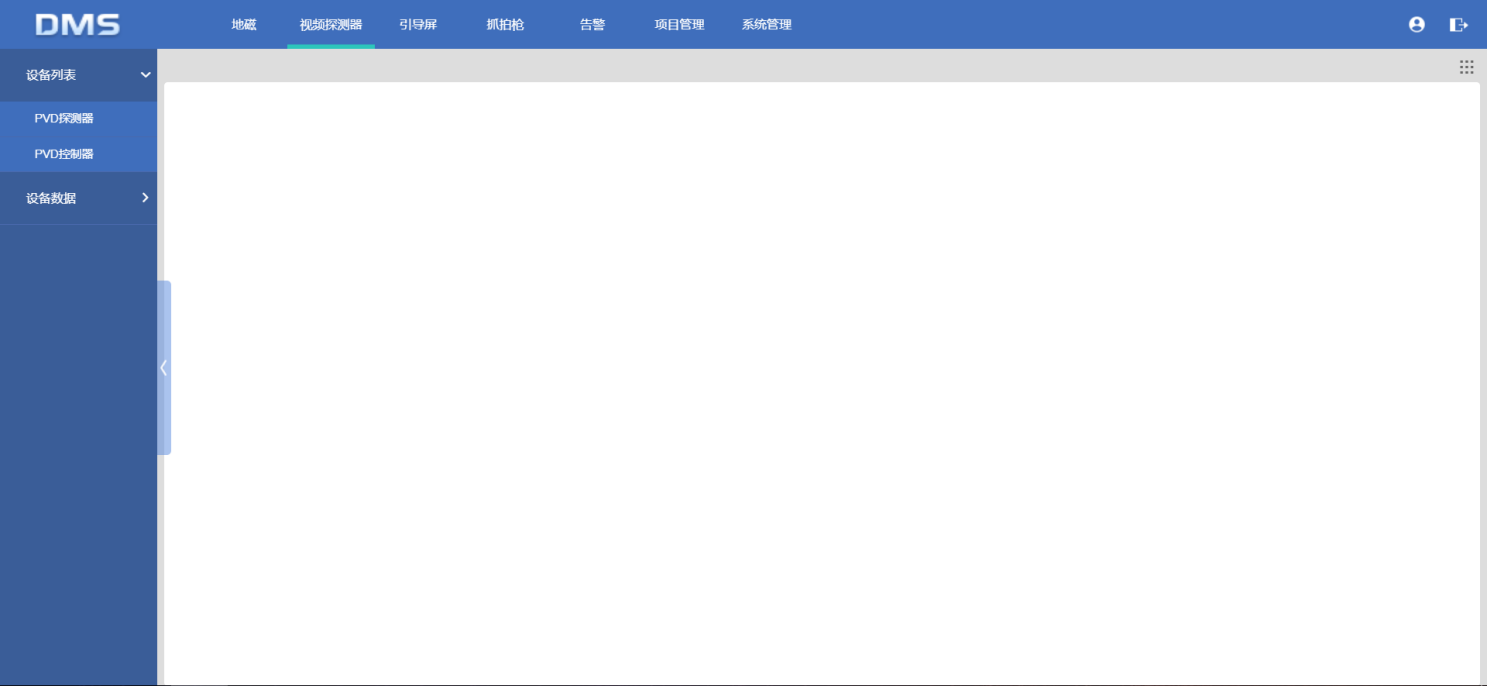 DMS
地磁
视频探测器
引导屏
抓拍枪
告警
项目管理
系统管理
设备列表
PVD探测器
PVD控制器
设备数据